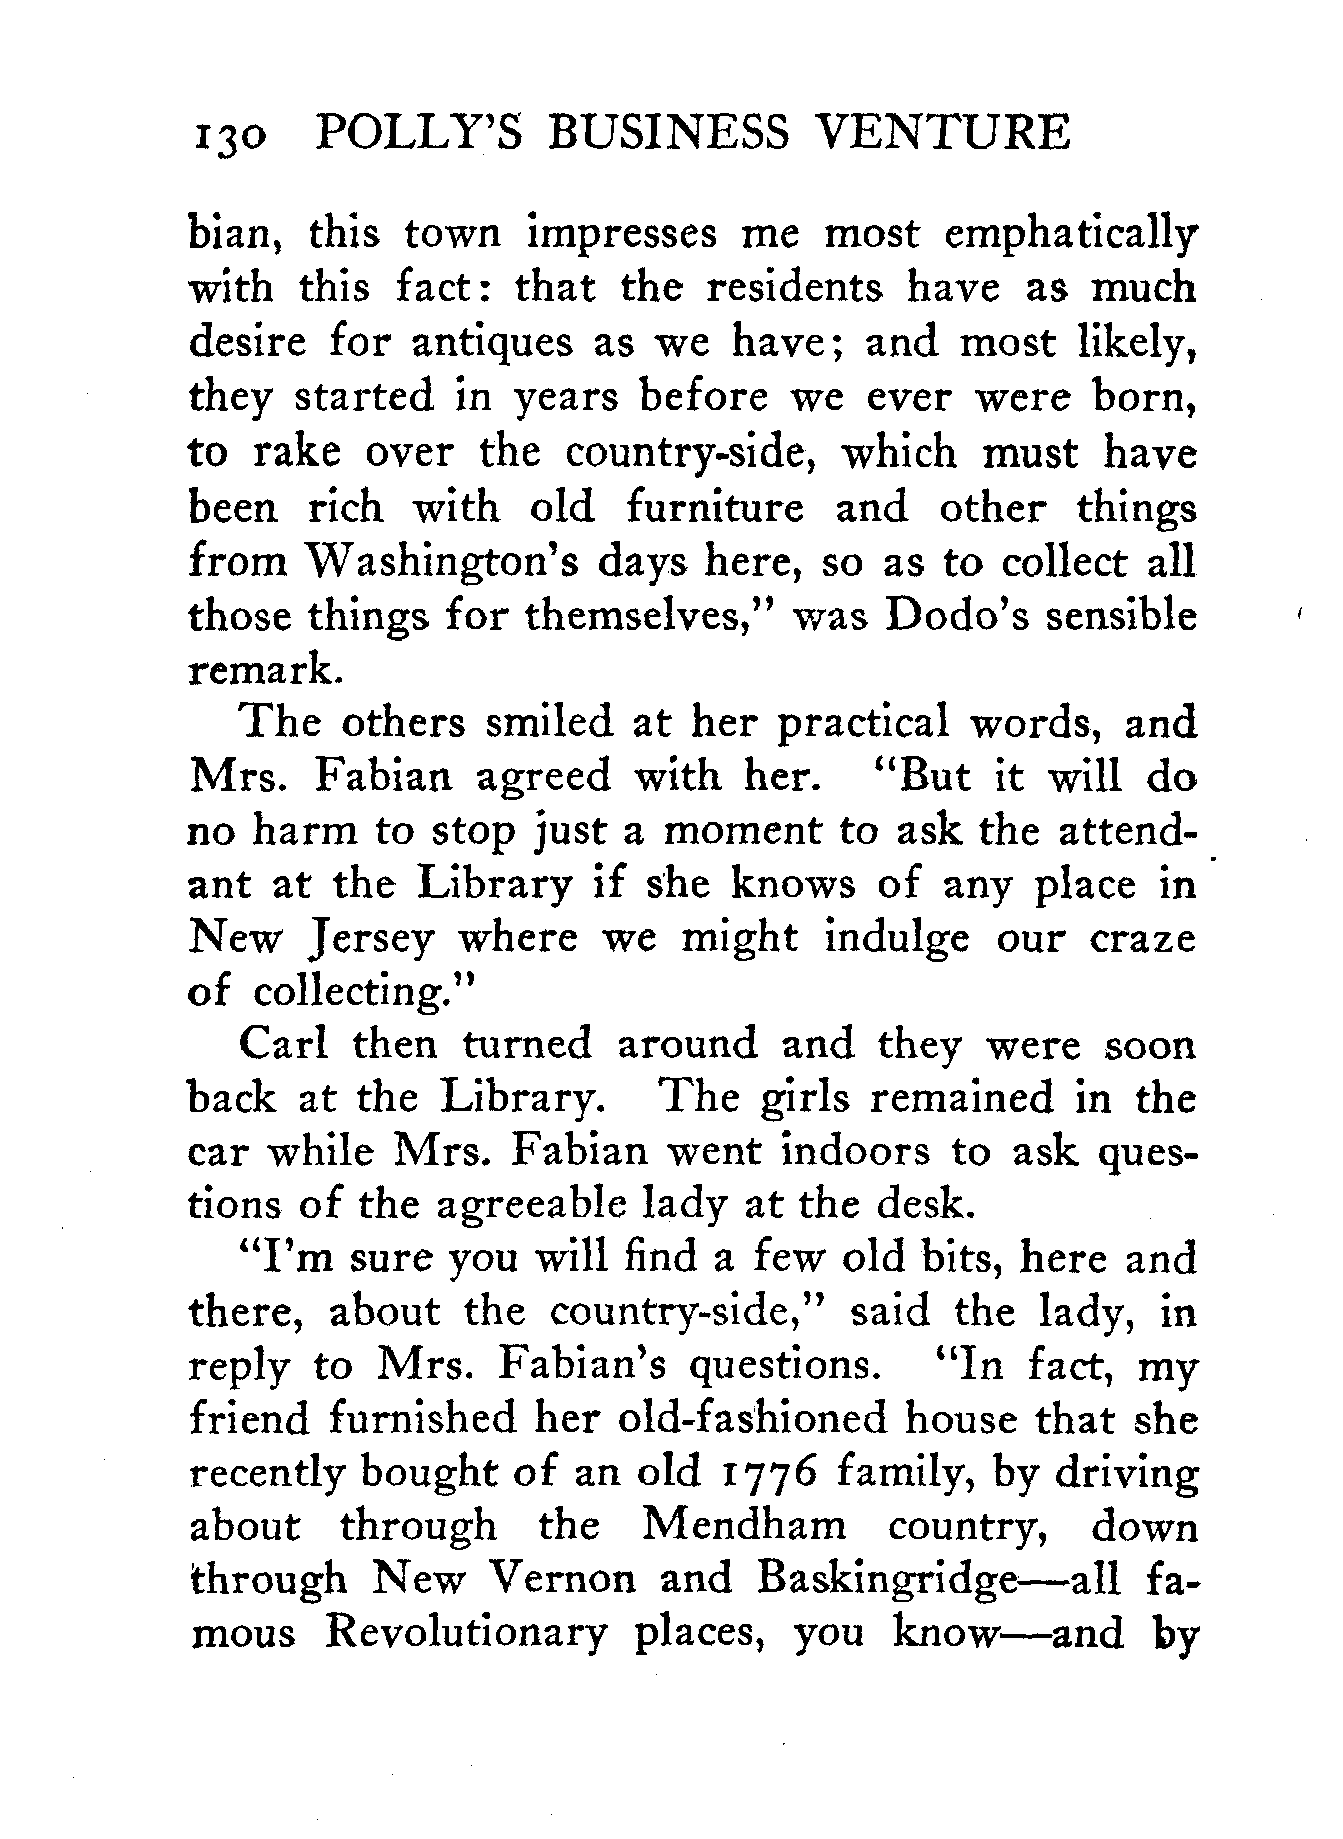 130 POLLY'S BUSINESS VENTURE
bian, this town impresses me most emphatically
with this fact: that the residents have as much
desire for antiques as we have; and most likely,
they started in years before we ever were born,
to rake over the country-side, which must have
been rich with old furniture and other things
from Washington's days here, so as to collect all
those things for themselves," was Dodo's sensible
remark.
The others smiled at her practical words, and
Mrs. Fabian agreed with her. "But it will do
no harm to stop just a moment to ask the attend-
ant at the Library if she knows of any place in
New Jersey where we might indulge our craze
of collecting."
Carl then turned around and they were soon
back at the Library. The girls remained in the
car while Mrs. Fabian went indoors to ask ques-
tions of the agreeable lady at the desk.
"I'm sure you will find a few old bits, here and
there, about the country-side," said the lady, in
reply to Mrs. Fabian's questions. "In fact, my
friend furnished her old-fashioned house that she
recently bought of an old 1776 family, by driving
about through the Mendham country, down
through New Vernon and Baskingridge—all fa-
mous Revolutionary places, you know—and by